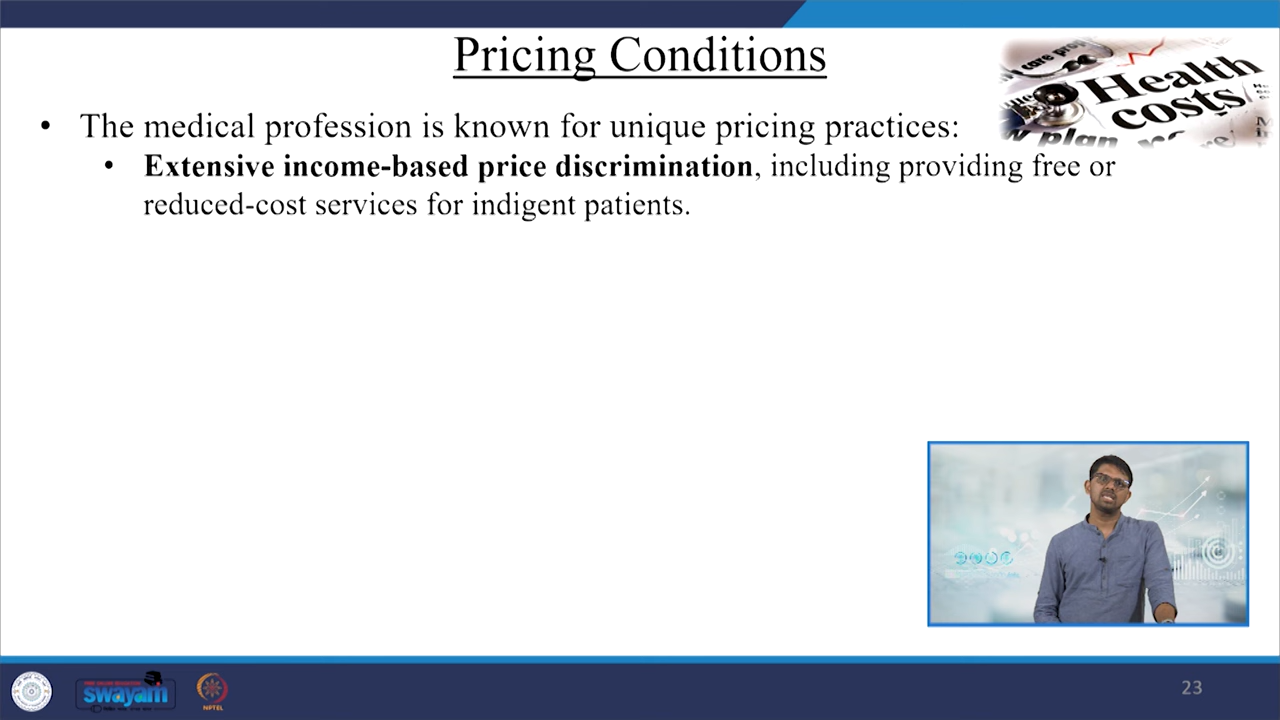 Pricing Conditions
Health
costs
• The medical profession is known for unique pricing practices:
• Extensive income-based price discrimination, including providing free or
reduced-cost services for indigent patients.
swayam
NPTEL
23